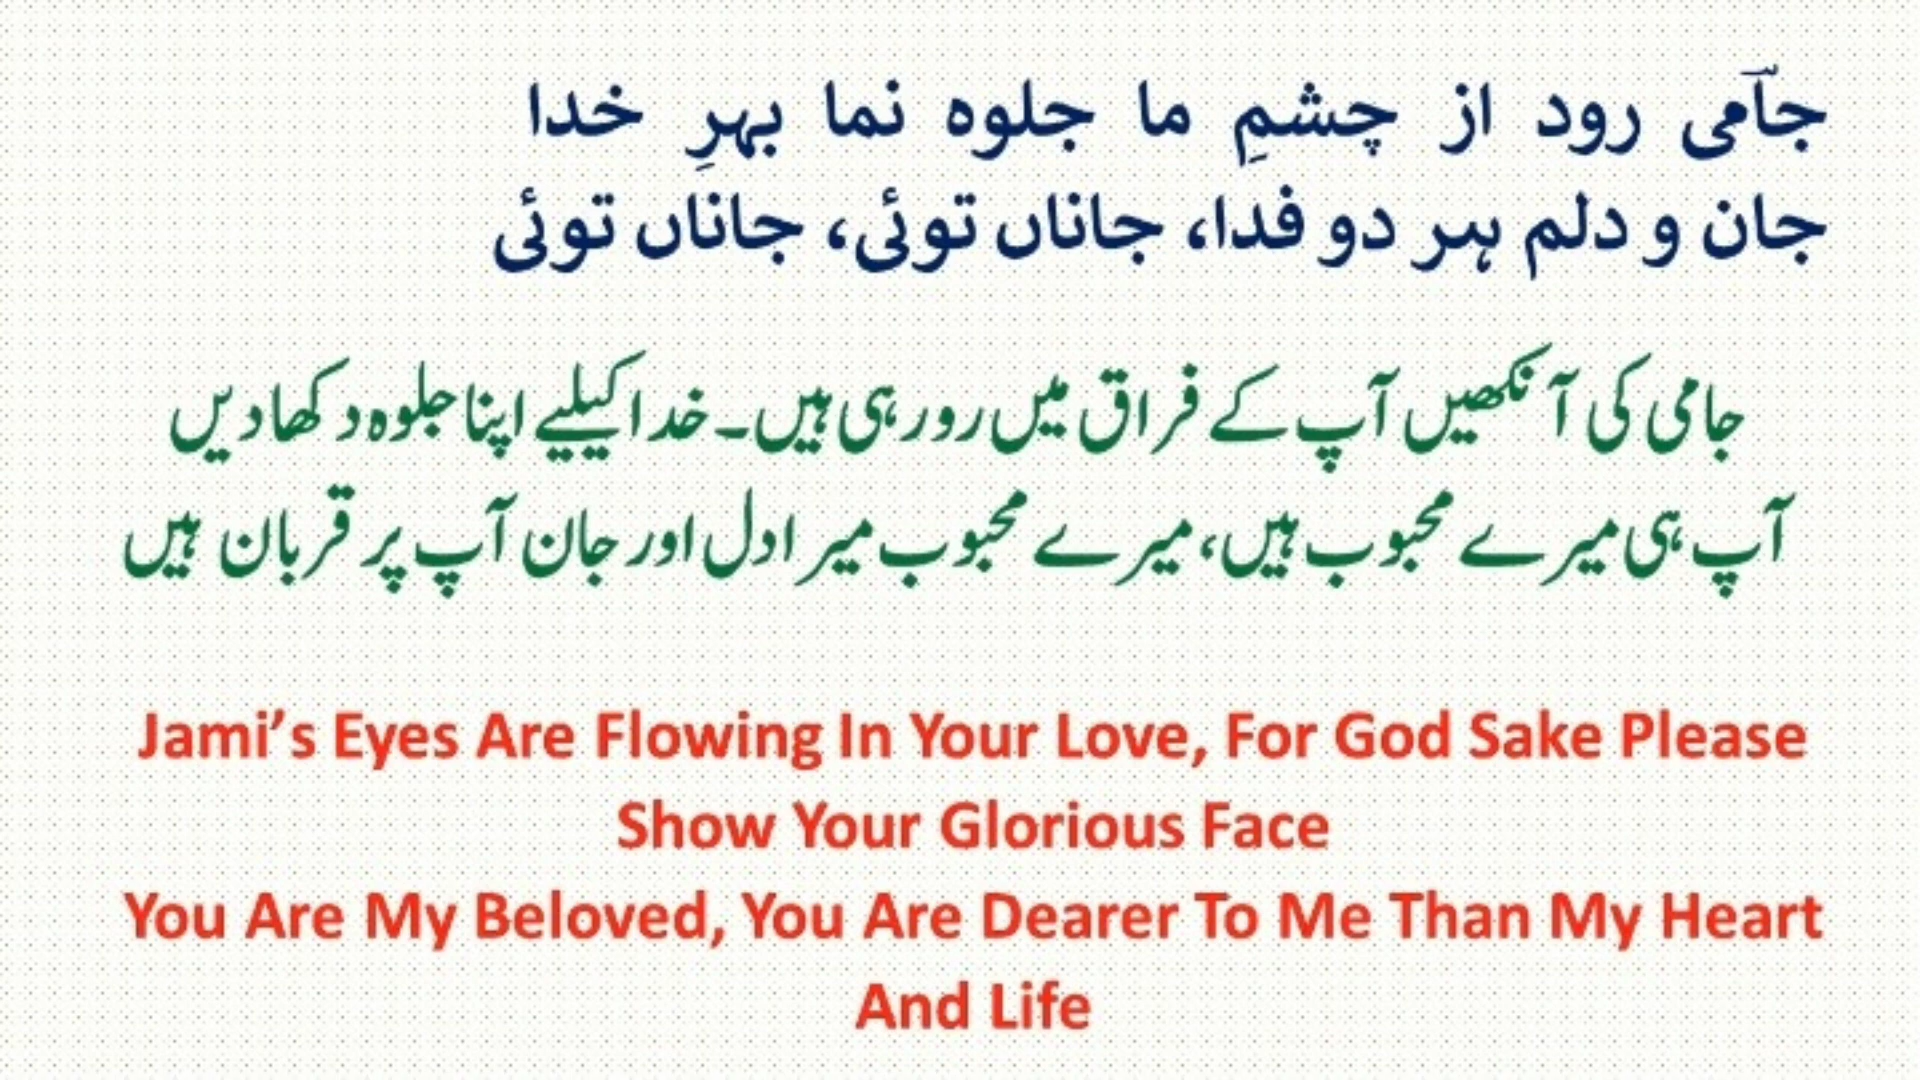 جامؔی رود از چشمِ ما جلوہ نما بہرِ خدا
جان و دلم ہر دو فدا، جاناں توئی، جاناں توئی
جامی کی آنکھیں آپ کے فراق میں رو رہی ہیں۔ خدا کیلیے اپنا جلوہ دکھا دیں
آپ ہی میرے محبوب ہیں، میرے محبوب میرا دل اور جان آپ پر قربان ہیں
Jami’s Eyes Are Flowing In Your Love, For God Sake Please
Show Your Glorious Face
You Are My Beloved, You Are Dearer To Me Than My Heart
And Life